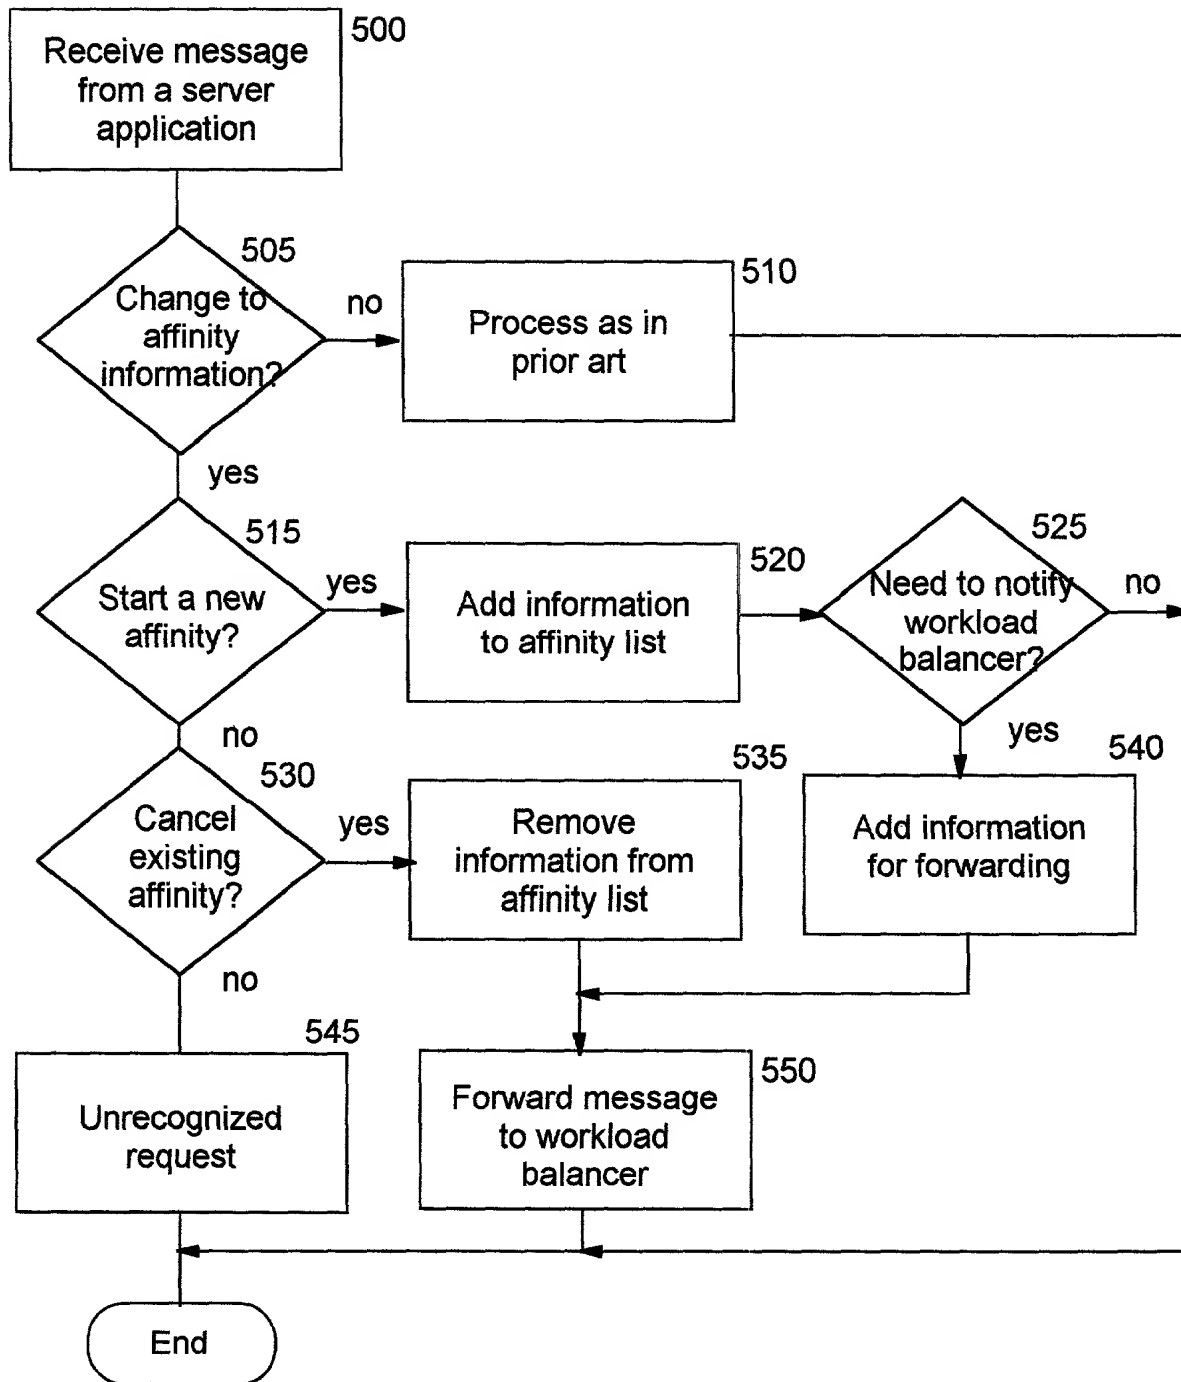 500
Receive message
from a server
application
505
Change to
affinity
information?
no
510
Process as in
prior art
yes
515
Start a new
affinity?
yes
520
Add information
to affinity list
525
Need to notify
workload
balancer?
no
no
530
Cancel
existing
affinity?
yes
535
Remove
information from
affinity list
yes
540
Add information
for forwarding
no
545
Unrecognized
request
550
Forward message
to workload
balancer
End